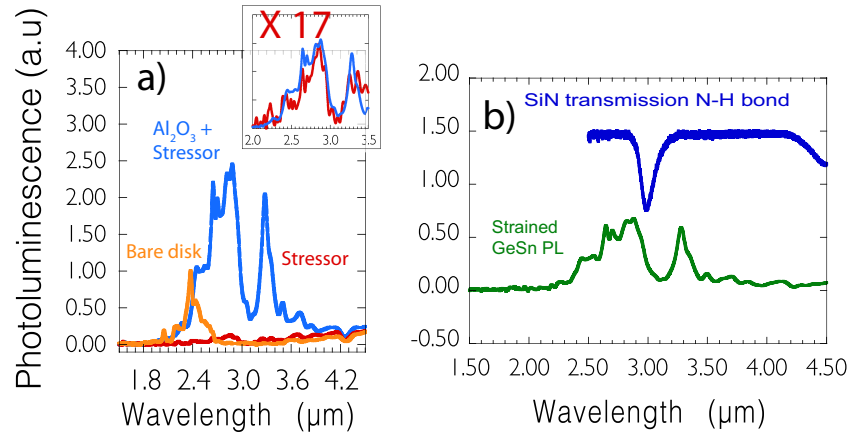 X 17
2.0 2.5 3.0 3.5
a)
Photoluminescence (a.u)
4.00
3.50
3.00
2.50
2.00
1.50
1.00
0.50
0.00
Al₂O₃ +
Stressor
Bare disk
Stressor
1.8 2.4 3.0 3.6 4.2
Wavelength (µm)
b)
2.00
1.50
1.00
0.50
0.00
-0.50
SiN transmission N-H bond
Strained
GeSn PL
1.50 2.00 2.50 3.00 3.50 4.00 4.50
Wavelength (µm)